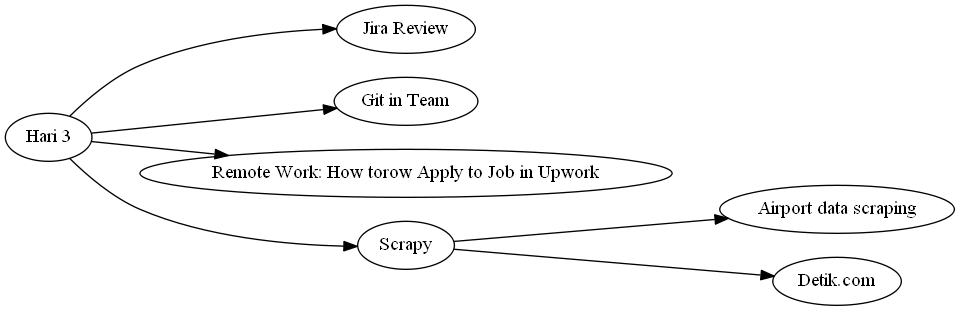 Jira Review
Git in Team
Hari 3
Remote Work: How torow Apply to Job in Upwork
Airport data scraping
Scrapy
Detik.com